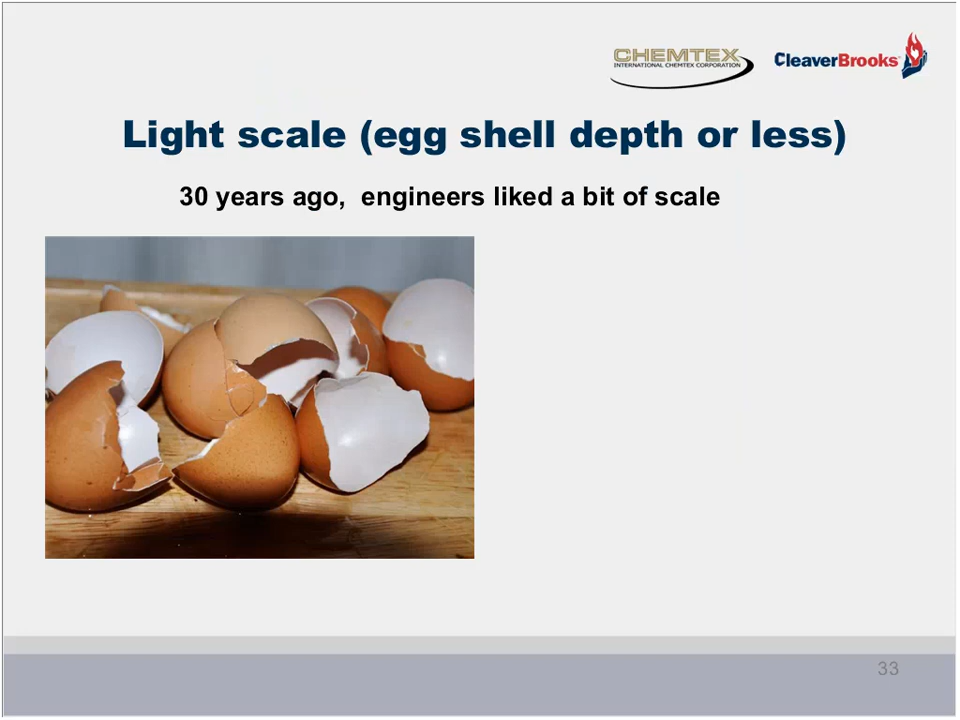 CHEMTEX
INTERNATIONAL CHEMTEX CORPORATION
CleaverBrooks
Light scale (egg shell depth or less)
30 years ago,  engineers liked a bit of scale
33